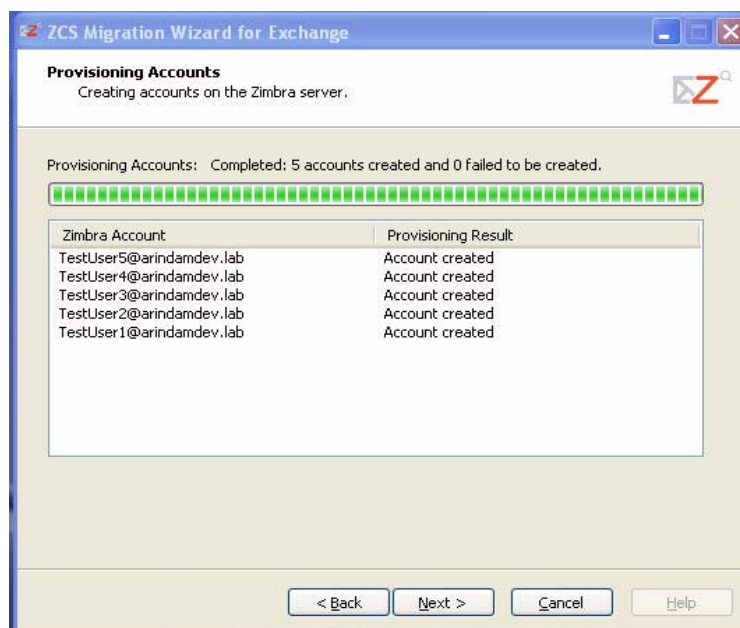 ZCS Migration Wizard for Exchange
Provisioning Accounts
Creating accounts on the Zimbra server.
Z
Provisioning Accounts: Completed: 5 accounts created and 0 failed to be created.
Zimbra Account Provisioning Result
TestUser5@arindamdev.lab Account created
TestUser4@arindamdev.lab Account created
TestUser3@arindamdev.lab Account created
TestUser2@arindamdev.lab Account created
TestUser1@arindamdev.lab Account created
< Back Next > Cancel Help